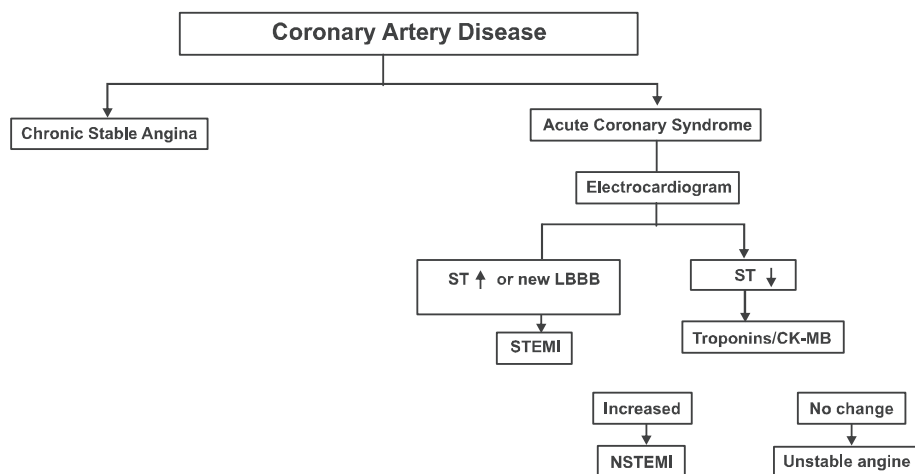 Coronary Artery Disease
Chronic Stable Angina
Acute Coronary Syndrome
Electrocardiogram
ST ↑ or new LBBB
ST ↓
STEMI
Troponins/CK-MB
Increased
No change
NSTEMI
Unstable angine